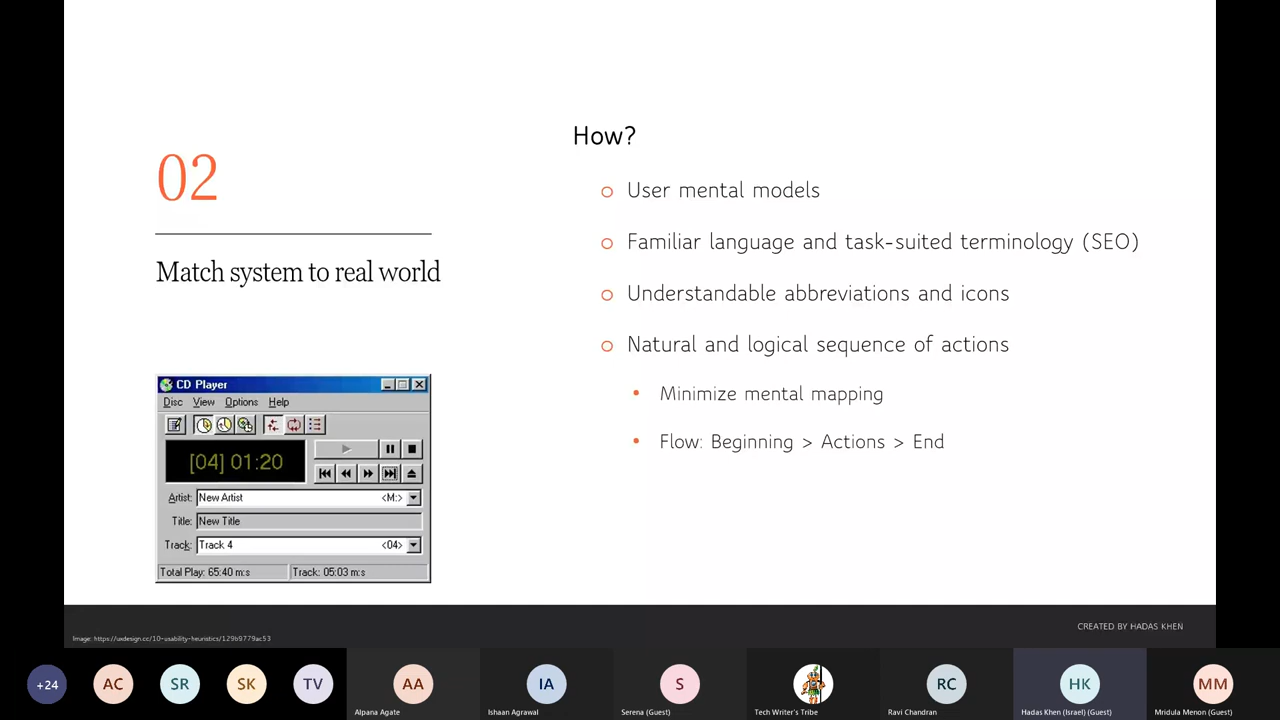 02
Match system to real world
How?
User mental models
Familiar language and task-suited terminology (SEO)
Understandable abbreviations and icons
Natural and logical sequence of actions
Minimize mental mapping
Flow: Beginning > Actions > End
CD Player
Disc View Options Help
[04] 01:20
Artist: New Artist <M:>
Title: New Title
Track: Track 4 <04>
Total Play: 65:40 m:s Track: 05:03 m:s
Image: https://uxdesign.cc/10-usability-heuristics/129b9779ac53
CREATED BY HADAS KHEN
+24 AC SR SK TV AA IA S RC HK MM
Alpana Agate Ishaan Agrawal Serena (Guest) Tech Writer's Tribe Ravi Chandran Hadas Khen (Israel) (Guest) Mridula Menon (Guest)